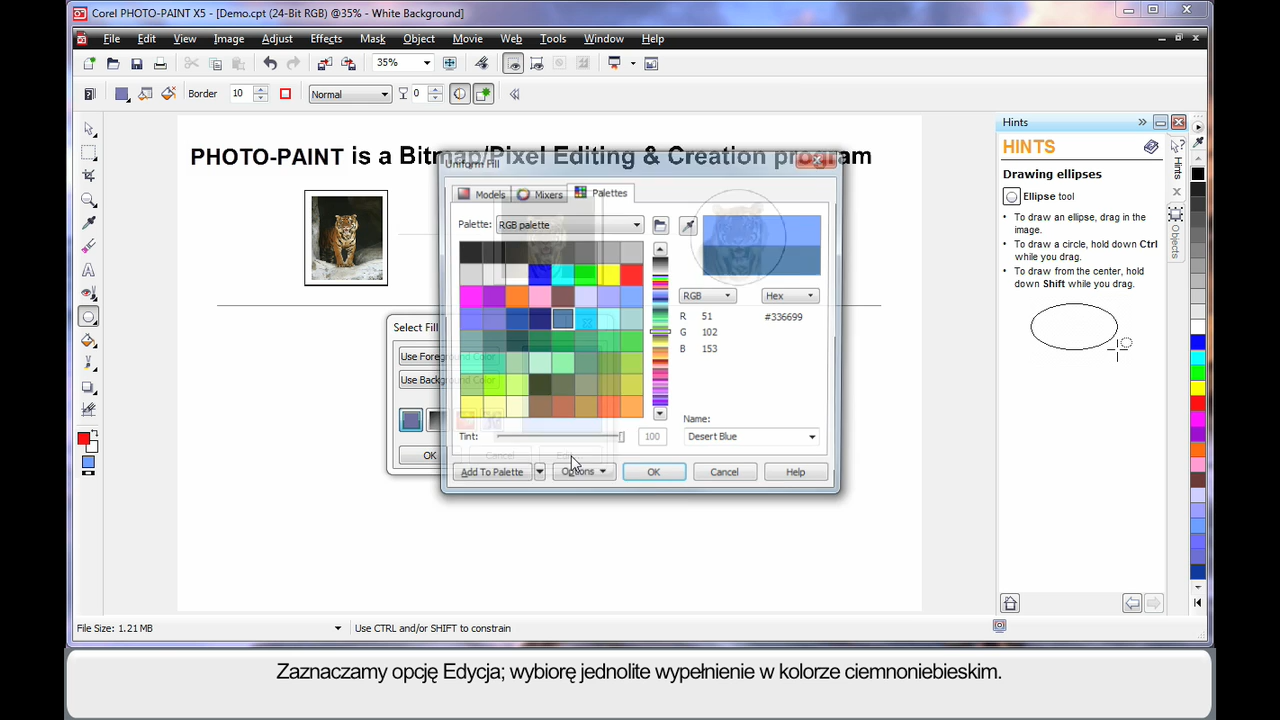 Corel PHOTO-PAINT X5 - [Demo.cpt (24-Bit RGB) @35% - White Background]
File Edit View Image Adjust Effects Mask Object Movie Web Tools Window Help
35%
Border 10 Normal 0
PHOTO-PAINT is a Bitmap/Pixel Editing & Creation program
Uniform Fill
Models Mixers Palettes
Palette: RGB palette
RGB Hex
R 51 #336699
G 102
B 153
Name:
Tint: 100 Desert Blue
Add To Palette Options OK Cancel Help
Select Fill
Use Foreground Color
Use Background Color
OK Cancel
Hints
HINTS
Drawing ellipses
Ellipse tool
• To draw an ellipse, drag in the
image.
• To draw a circle, hold down Ctrl
while you drag.
• To draw from the center, hold
down Shift while you drag.
Hints
Objects
File Size: 1.21 MB Use CTRL and/or SHIFT to constrain
Zaznaczamy opcję Edycja; wybiorę jednolite wypełnienie w kolorze ciemnoniebieskim.